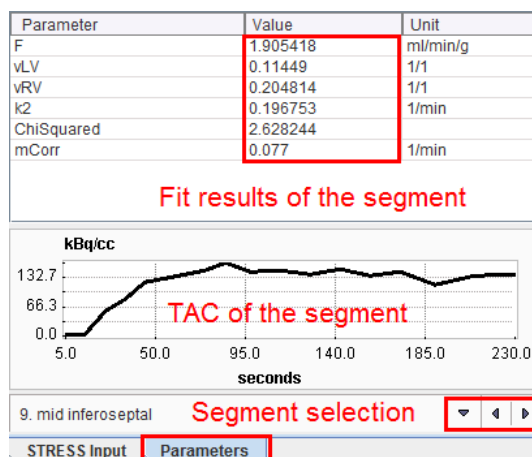 Parameter Value Unit
F 1.905418 ml/min/g
vLV 0.11449 1/1
vRV 0.204814 1/1
k2 0.196753 1/min
ChiSquared 2.628244
mCorr 0.077 1/min
Fit results of the segment
kBq/cc
132.7
66.3
0.0
TAC of the segment
5.0 50.0 95.0 140.0 185.0 230.0
seconds
9. mid inferoseptal Segment selection
STRESS Input Parameters